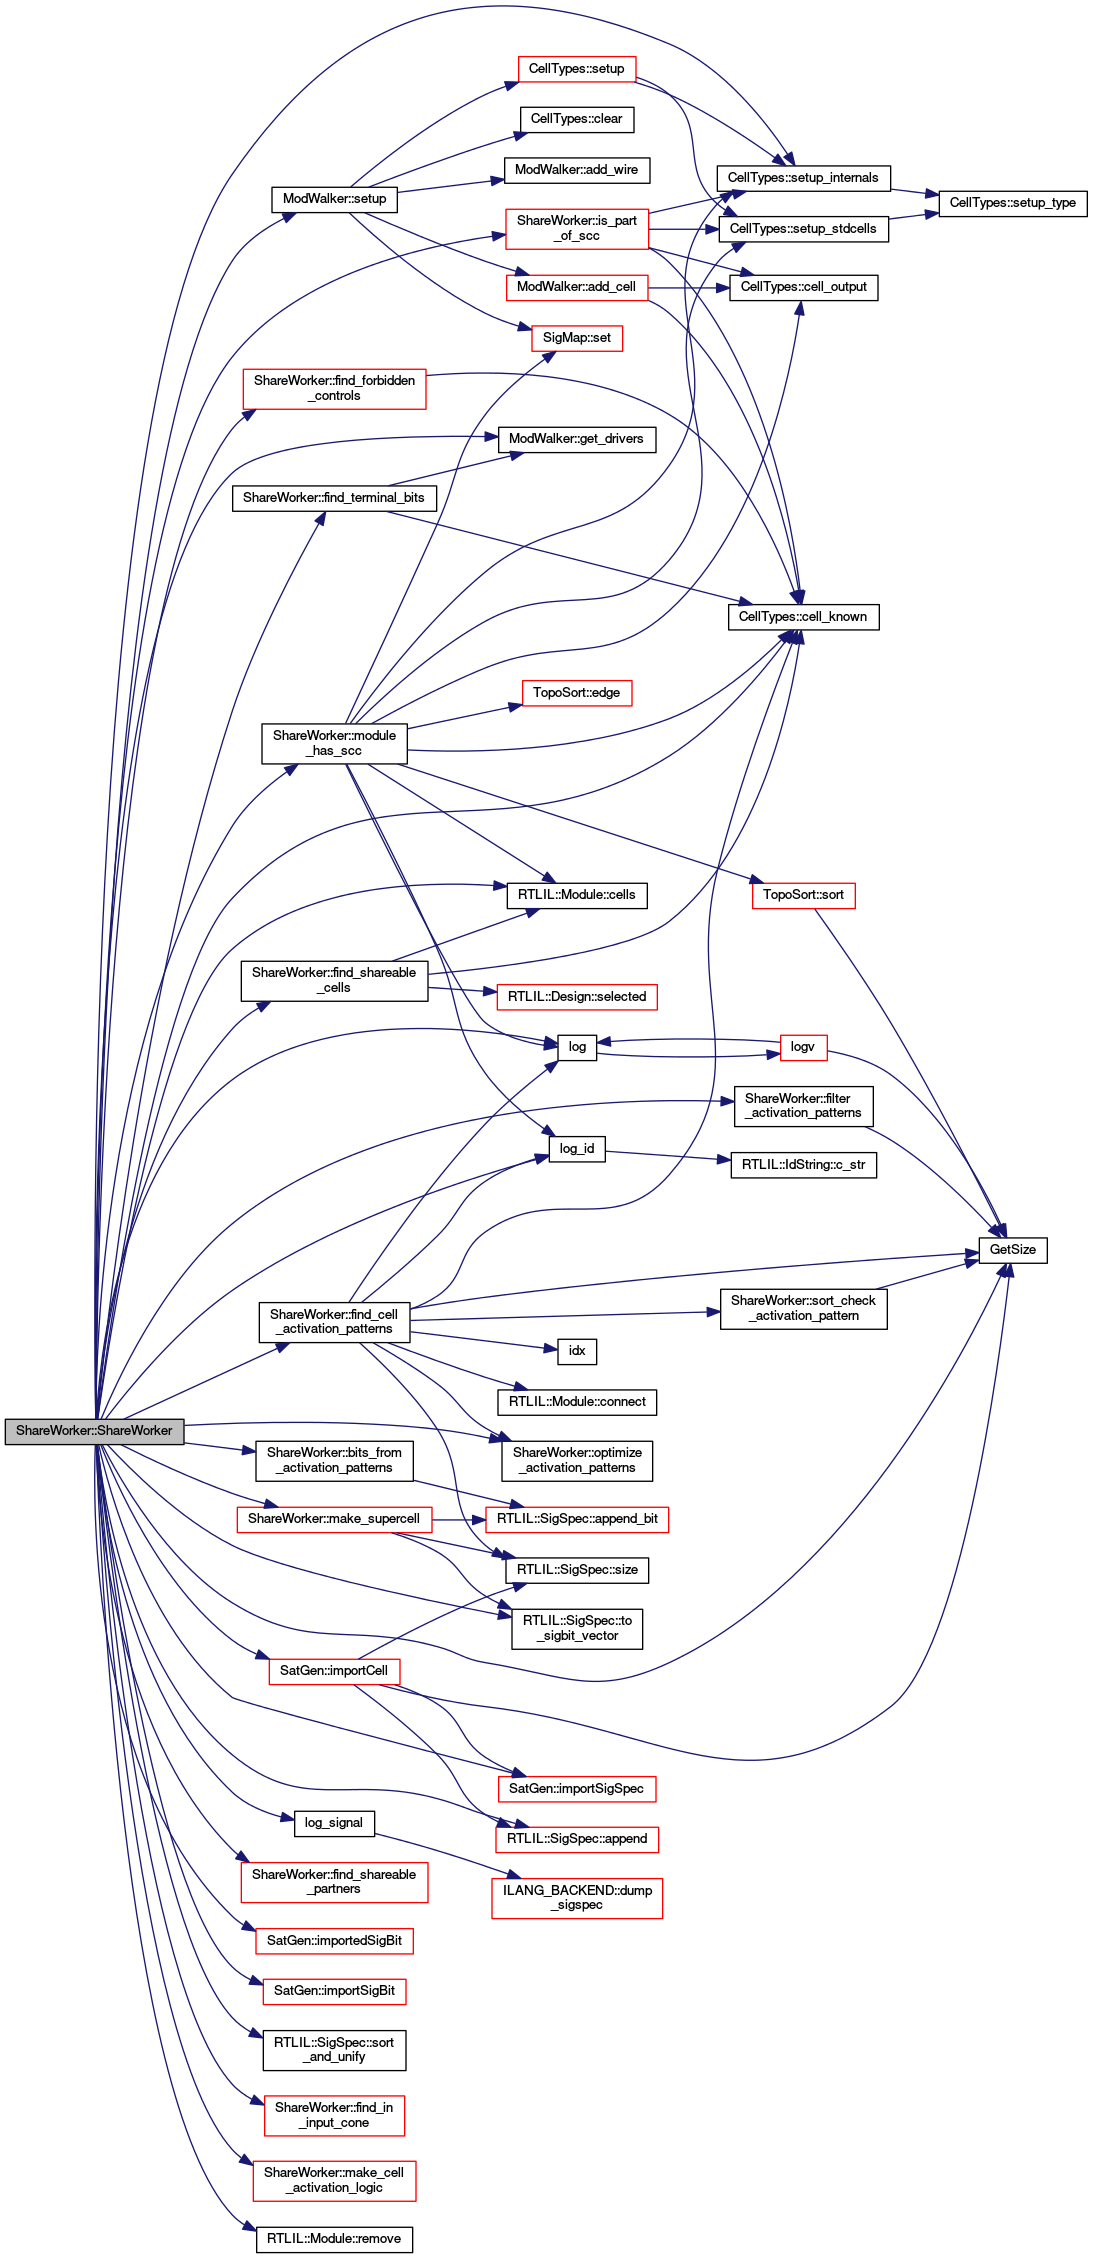 CellTypes::setup
CellTypes::clear
ModWalker::add_wire
CellTypes::setup_internals
ModWalker::setup
CellTypes::setup_type
ShareWorker::is_part
_of_scc
CellTypes::setup_stdcells
ModWalker::add_cell
CellTypes::cell_output
SigMap::set
ShareWorker::find_forbidden
_controls
ModWalker::get_drivers
ShareWorker::find_terminal_bits
CellTypes::cell_known
TopoSort::edge
ShareWorker::module
_has_scc
RTLIL::Module::cells
TopoSort::sort
ShareWorker::find_shareable
_cells
RTLIL::Design::selected
log
logv
ShareWorker::filter
_activation_patterns
log_id
RTLIL::IdString::c_str
GetSize
ShareWorker::find_cell
_activation_patterns
ShareWorker::sort_check
_activation_pattern
idx
RTLIL::Module::connect
ShareWorker::ShareWorker
ShareWorker::bits_from
_activation_patterns
ShareWorker::optimize
_activation_patterns
ShareWorker::make_supercell
RTLIL::SigSpec::append_bit
RTLIL::SigSpec::size
RTLIL::SigSpec::to
_sigbit_vector
SatGen::importCell
SatGen::importSigSpec
log_signal
RTLIL::SigSpec::append
ShareWorker::find_shareable
_partners
ILANG_BACKEND::dump
_sigspec
SatGen::importedSigBit
SatGen::importSigBit
RTLIL::SigSpec::sort
_and_unify
ShareWorker::find_in
_input_cone
ShareWorker::make_cell
_activation_logic
RTLIL::Module::remove